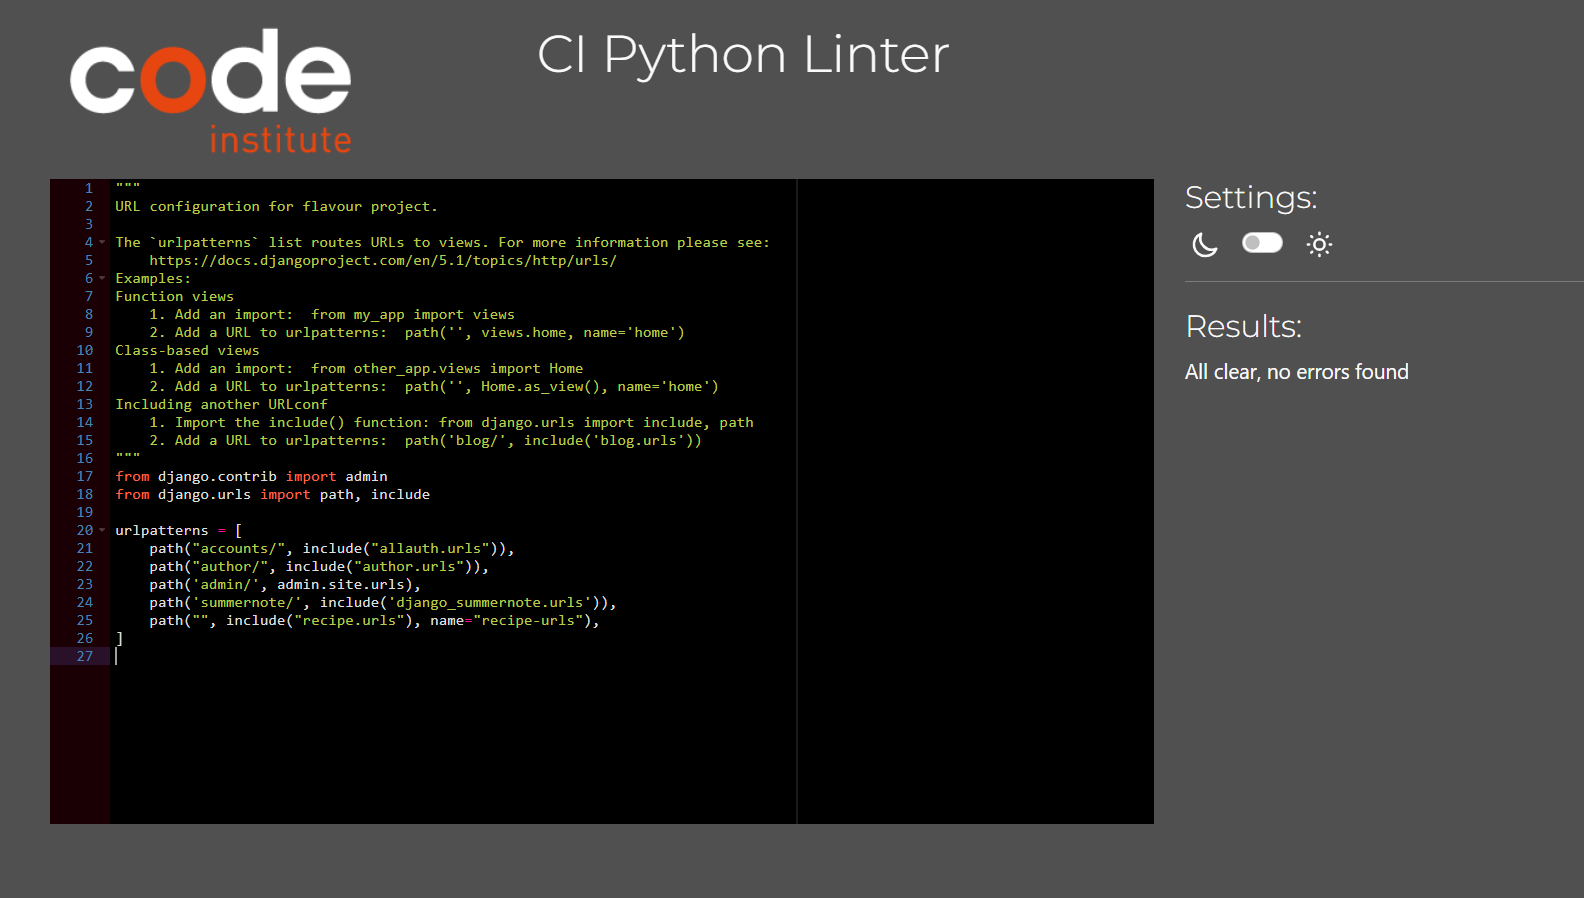 code
institute
CI Python Linter
1 """
2 URL configuration for flavour project.
3
4 The `urlpatterns` list routes URLs to views. For more information please see:
5     https://docs.djangoproject.com/en/5.1/topics/http/urls/
6 Examples:
7 Function views
8     1. Add an import:  from my_app import views
9     2. Add a URL to urlpatterns:  path('', views.home, name='home')
10 Class-based views
11     1. Add an import:  from other_app.views import Home
12     2. Add a URL to urlpatterns:  path('', Home.as_view(), name='home')
13 Including another URLconf
14     1. Import the include() function: from django.urls import include, path
15     2. Add a URL to urlpatterns:  path('blog/', include('blog.urls'))
16 """
17 from django.contrib import admin
18 from django.urls import path, include
19
20 urlpatterns = [
21     path("accounts/", include("allauth.urls")),
22     path("author/", include("author.urls")),
23     path('admin/', admin.site.urls),
24     path('summernote/', include('django_summernote.urls')),
25     path("", include("recipe.urls"), name="recipe-urls"),
26 ]
27
Settings:
Results:
All clear, no errors found